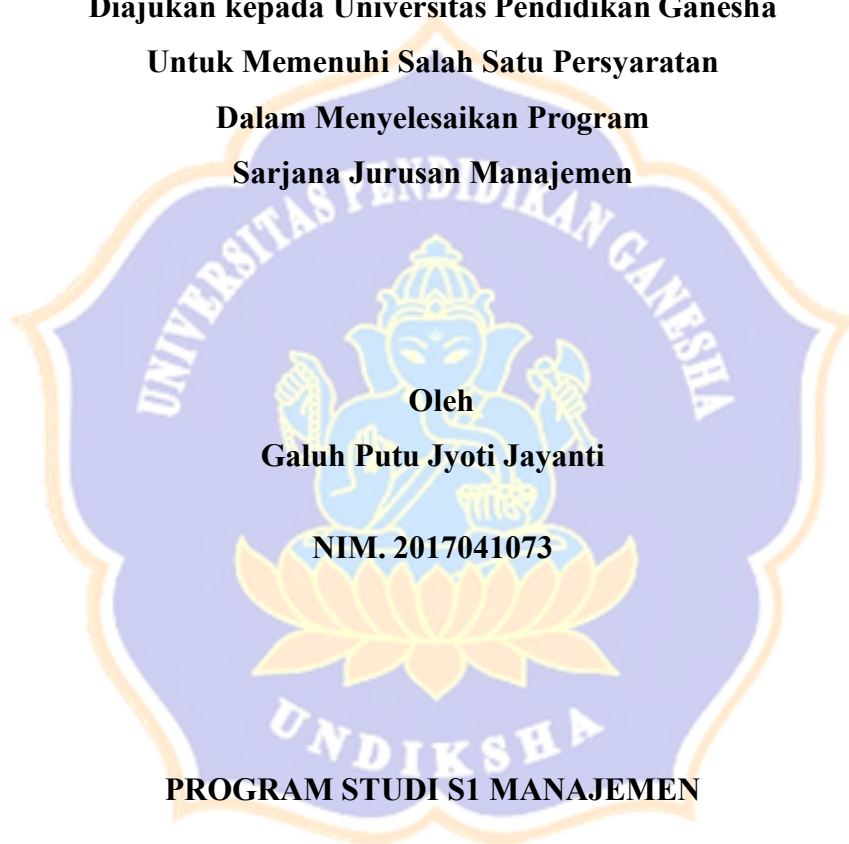 Diajukan kepada Universitas Pendidikan Ganesha
Untuk Memenuhi Salah Satu Persyaratan
Dalam Menyelesaikan Program
Sarjana Jurusan Manajemen
UNIVERSITAS PENDIDIKAN GANESHA
Oleh
Galuh Putu Jyoti Jayanti
NIM. 2017041073
UNDIKSHA
PROGRAM STUDI S1 MANAJEMEN